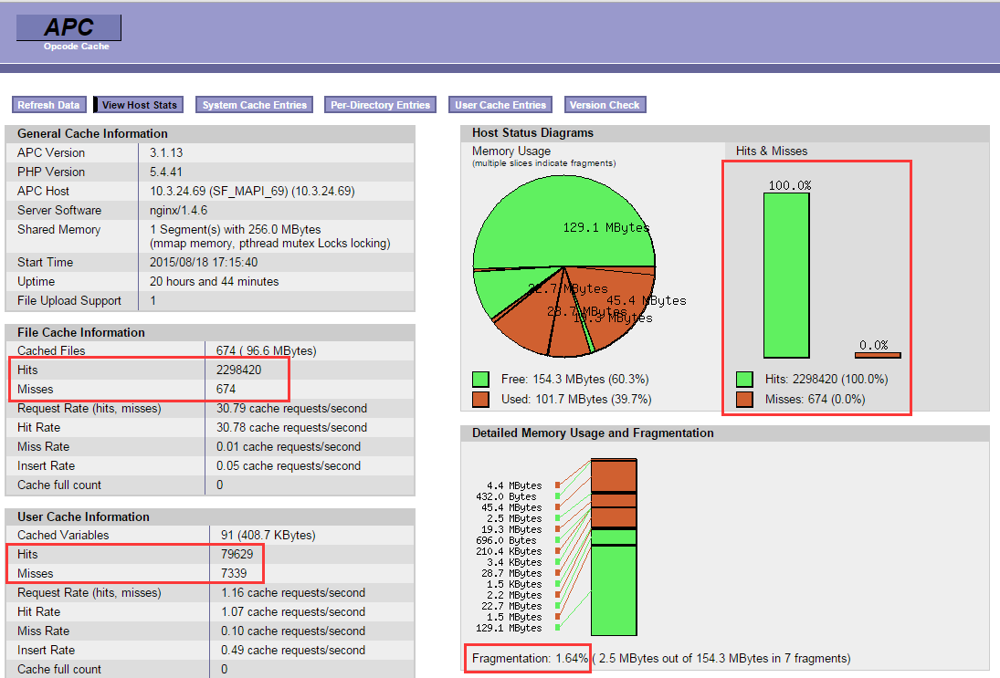 APC
Opcode Cache
Refresh Data
View Host Stats
System Cache Entries
Per-Directory Entries
User Cache Entries
Version Check
General Cache Information
APC Version 3.1.13
PHP Version 5.4.41
APC Host 10.3.24.69 (SF_MAPI_69) (10.3.24.69)
Server Software nginx/1.4.6
Shared Memory 1 Segment(s) with 256.0 MBytes
(mmap memory, pthread mutex Locks locking)
Start Time 2015/08/18 17:15:40
Uptime 20 hours and 44 minutes
File Upload Support 1
File Cache Information
Cached Files 674 ( 96.6 MBytes)
Hits 2298420
Misses 674
Request Rate (hits, misses) 30.79 cache requests/second
Hit Rate 30.78 cache requests/second
Miss Rate 0.01 cache requests/second
Insert Rate 0.05 cache requests/second
Cache full count 0
User Cache Information
Cached Variables 91 (408.7 KBytes)
Hits 79629
Misses 7339
Request Rate (hits, misses) 1.16 cache requests/second
Hit Rate 1.07 cache requests/second
Miss Rate 0.10 cache requests/second
Insert Rate 0.49 cache requests/second
Cache full count 0
Host Status Diagrams
Memory Usage
(multiple slices indicate fragments)
129.1 MBytes
22.7 MBytes
45.4 MBytes
28.7 MBytes
19.3 MBytes
Free: 154.3 MBytes (60.3%)
Used: 101.7 MBytes (39.7%)
Hits & Misses
100.0%
0.0%
Hits: 2298420 (100.0%)
Misses: 674 (0.0%)
Detailed Memory Usage and Fragmentation
4.4 MBytes
432.0 Bytes
45.4 MBytes
2.5 MBytes
19.3 MBytes
696.0 Bytes
210.4 KBytes
3.4 KBytes
28.7 MBytes
1.5 KBytes
2.2 MBytes
22.7 MBytes
1.5 MBytes
129.1 MBytes
Fragmentation: 1.64% ( 2.5 MBytes out of 154.3 MBytes in 7 fragments)